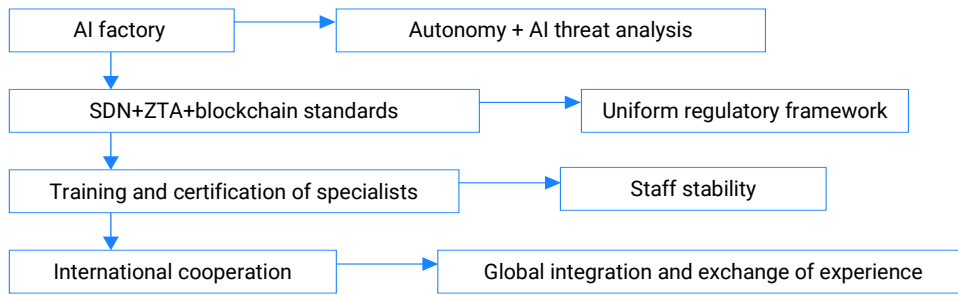 AI factory
Autonomy + AI threat analysis
SDN+ZTA+blockchain standards
Uniform regulatory framework
Training and certification of specialists
Staff stability
International cooperation
Global integration and exchange of experience